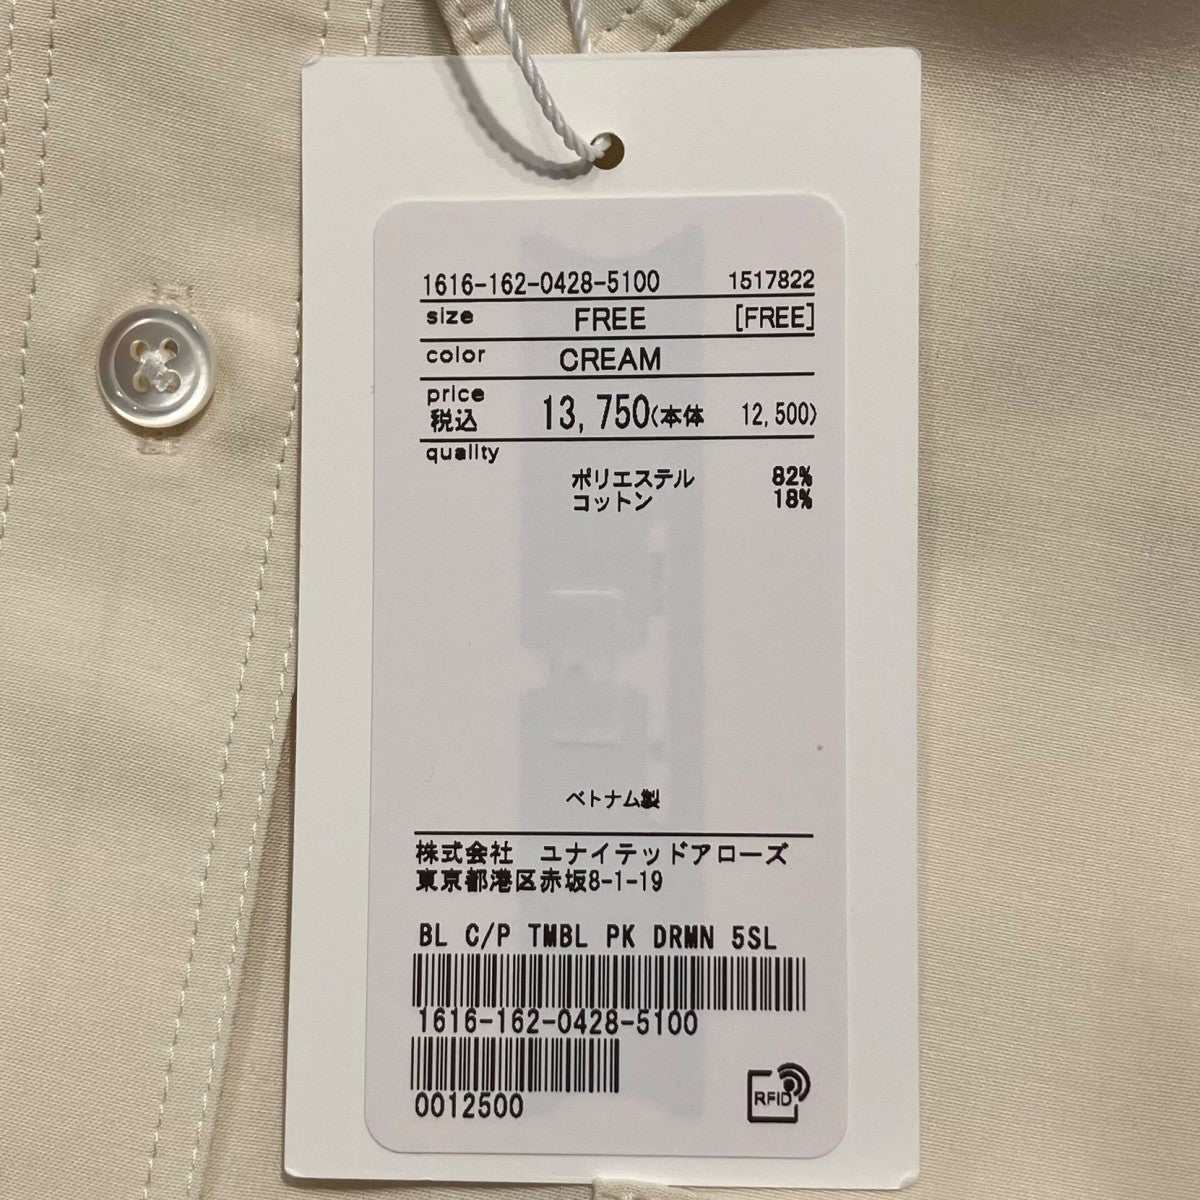 1616-162-0428-5100 1517822
size FREE [FREE]
color CREAM
price
税込 13,750(本体 12,500)
quality
ポリエステル 82%
コットン 18%
ベトナム製
株式会社 ユナイテッドアローズ
東京都港区赤坂8-1-19
BL C/P TMBL PK DRMN 5SL
1616-162-0428-5100
0012500
RFID